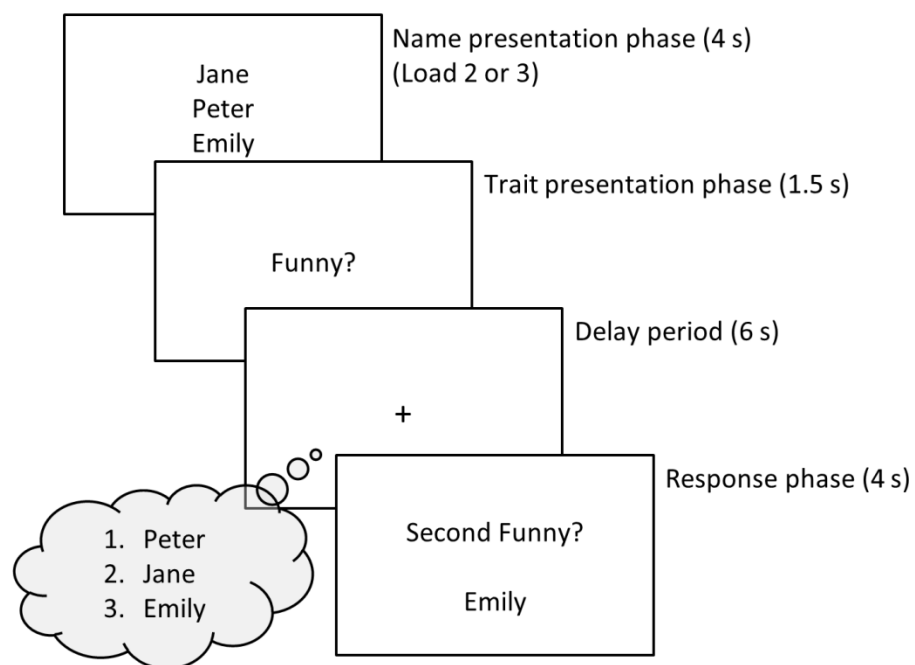 Jane
Peter
Emily
Name presentation phase (4 s)
(Load 2 or 3)
Funny?
Trait presentation phase (1.5 s)
+
Delay period (6 s)
1. Peter
2. Jane
3. Emily
Second Funny?
Emily
Response phase (4 s)